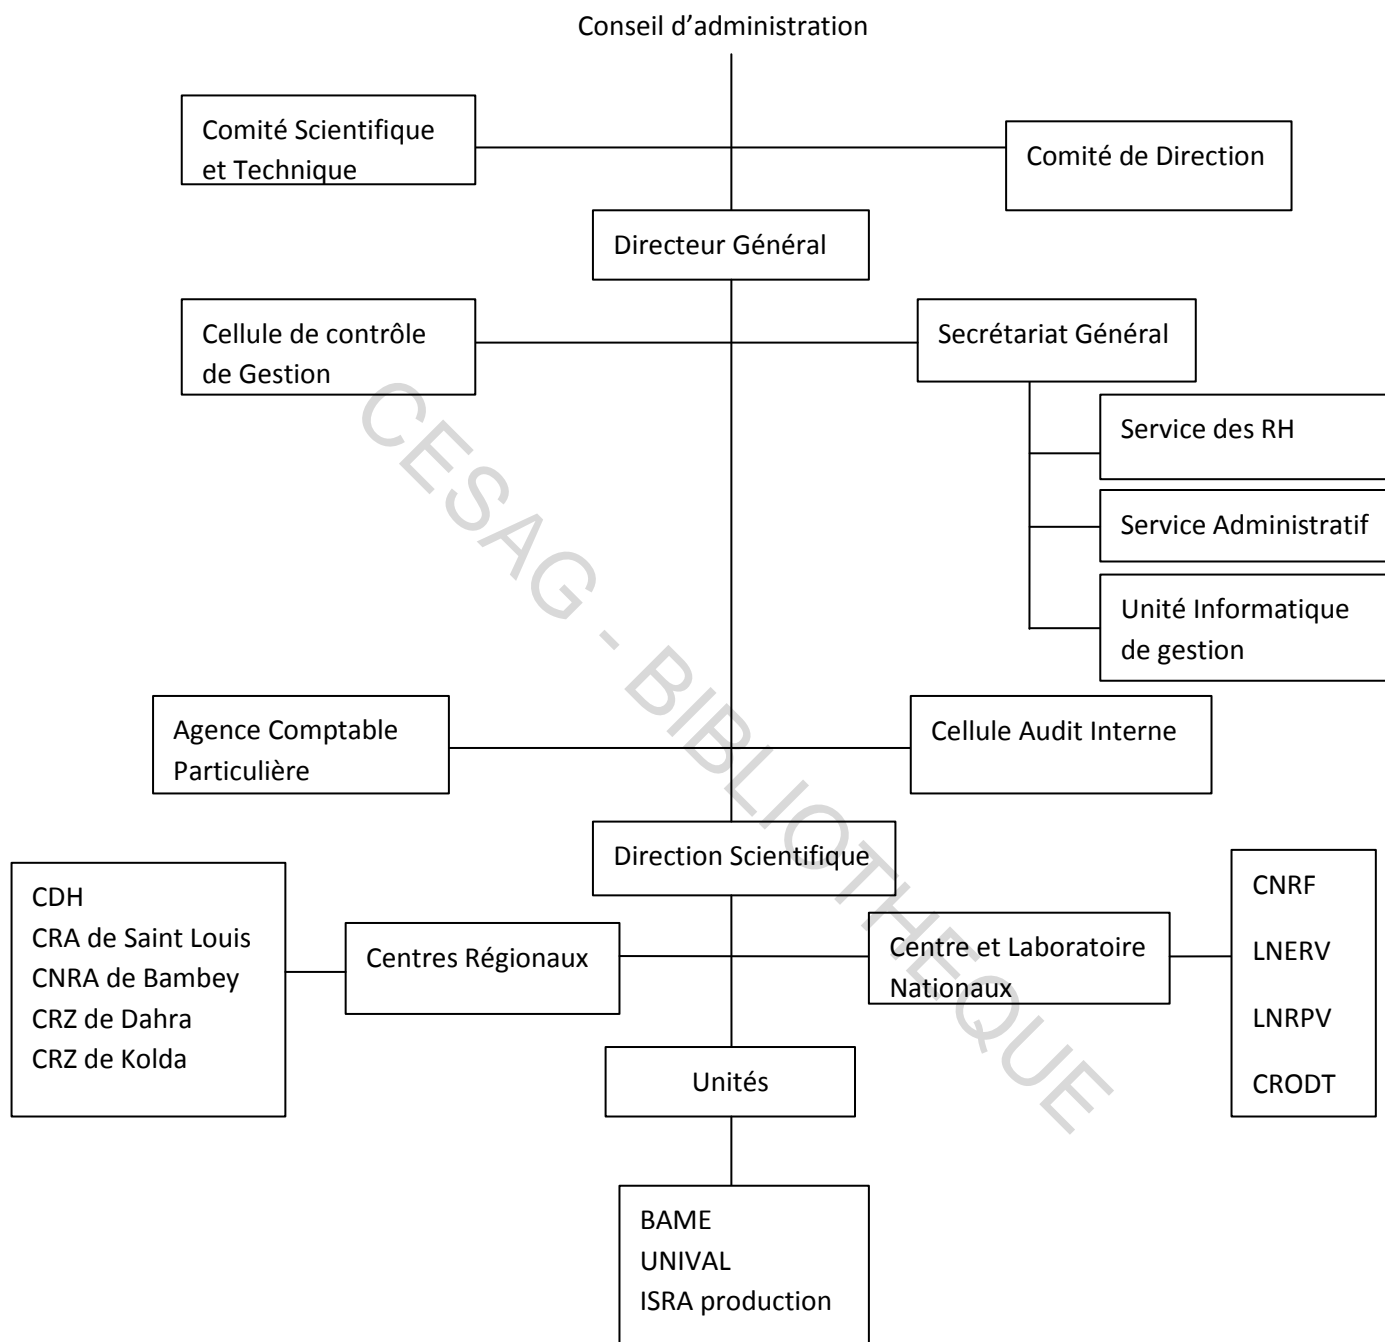 Conseil d’administration
Comité Scientifique
et Technique
Comité de Direction
Directeur Général
Cellule de contrôle
de Gestion
Secrétariat Général
Service des RH
Service Administratif
Unité Informatique
de gestion
Agence Comptable
Particulière
Cellule Audit Interne
Direction Scientifique
CDH
CRA de Saint Louis
CNRA de Bambey
CRZ de Dahra
CRZ de Kolda
Centres Régionaux
Centre et Laboratoire
Nationaux
CNRF
LNERV
LNRPV
CRODT
Unités
BAME
UNIVAL
ISRA production
CESAG - BIBLIOTHEQUE